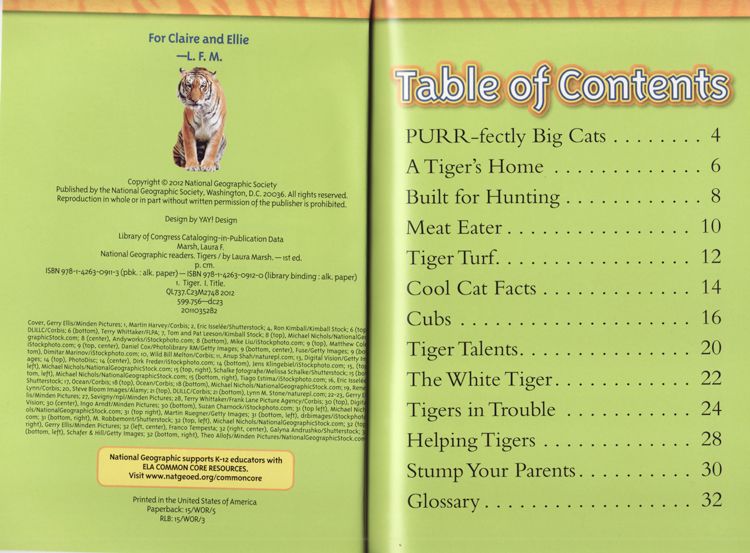 For Claire and Ellie
—L. F. M.
Copyright © 2012 National Geographic Society
Published by the National Geographic Society, Washington, D.C. 20036. All rights reserved.
Reproduction in whole or in part without written permission of the publisher is prohibited.
Design by YAY! Design
Library of Congress Cataloging-in-Publication Data
Marsh, Laura F.
National Geographic readers. Tigers / by Laura Marsh. — 1st ed.
p. cm.
ISBN 978-1-4263-0911-3 (pbk. : alk. paper) — ISBN 978-1-4263-0912-0 (library binding : alk. paper)
1. Tiger. I. Title.
QL737.C23M2748 2012
599.756—dc23
2011035282
Cover, Gerry Ellis/Minden Pictures; 1, Martin Harvey/Corbis; 2, Eric Isselée/Shutterstock; 4, Ron Kimball/Kimball Stock; 6 (top
DLILLC/Corbis; 6 (bottom), Terry Whittaker/FLPA; 7, Tom and Pat Leeson/Kimball Stock; 8 (top), Michael Nichols/NationalGeo
graphicStock.com; 8 (center), Andyworks/iStockphoto.com; 8 (bottom), Mike Liu/iStockphoto.com; 9 (top), Matthew Cole
iStockphoto.com; 9 (top, center), Daniel Cox/Photolibrary RM/Getty Images; 9 (bottom, center), Fuse/Getty Images; 9 (bo
tom), Dimitar Marinov/iStockphoto.com; 10, Wild Bill Melton/Corbis; 11, Anup Shah/naturepl.com; 13, Digital Vision/Getty Im
ages; 14 (top), PhotoDisc; 14 (center), Dirk Freder/iStockphoto.com; 14 (bottom), Jens Klingebiel/iStockphoto.com; 15, (top
left), Michael Nichols/NationalGeographicStock.com; 15 (top, right), Schalke fotografie/Melissa Schalke/Shutterstock; 15 (bo
tom, left), Michael Nichols/NationalGeographicStock.com; 15 (bottom, right), Tiago Estima/iStockphoto.com; 16, Eric Isselée
Shutterstock; 17, Ocean/Corbis; 18 (top), Ocean/Corbis; 18 (bottom), Michael Nichols/NationalGeographicStock.com; 19, Rene
Lynn/Corbis; 20, Steve Bloom Images/Alamy; 21 (top), DLILLC/Corbis; 21 (bottom), Lynn M. Stone/naturepl.com; 22-23, Gerry
lis/Minden Pictures; 27, Savigny/npl/Minden Pictures; 28, Terry Whittaker/Frank Lane Picture Agency/Corbis; 30 (top), Digit
Vision; 30 (center), Ingo Arndt/Minden Pictures; 30 (bottom), Suzan Charnock/iStockphoto.com; 31 (top left), Michael Nich
ols/NationalGeographicStock.com; 31 (top right), Martin Ruegner/Getty Images; 31 (bottom, left), drbimages/iStockphoto
com; 31 (bottom, right), M. Robbemont/Shutterstock; 32 (top, left), Michael Nichols/NationalGeographicStock.com; 32 (top
right), Gerry Ellis/Minden Pictures; 32 (left, center), Franco Tempesta; 32 (right, center), Galyna Andrushko/Shutterstock;
(bottom, left), Schafer & Hill/Getty Images; 32 (bottom, right), Theo Allofs/Minden Pictures/NationalGeographicStock.com
National Geographic supports K-12 educators with
ELA COMMON CORE RESOURCES.
Visit www.natgeoed.org/commoncore
Printed in the United States of America
Paperback: 15/WOR/5
RLB: 15/WOR/3
Table of Contents
PURR-fectly Big Cats . . . . . . . . 4
A Tiger's Home . . . . . . . . . . . . . 6
Built for Hunting . . . . . . . . . . . 8
Meat Eater . . . . . . . . . . . . . . . . 10
Tiger Turf. . . . . . . . . . . . . . . . . 12
Cool Cat Facts . . . . . . . . . . . . . 14
Cubs . . . . . . . . . . . . . . . . . . . . 16
Tiger Talents. . . . . . . . . . . . . . . 20
The White Tiger. . . . . . . . . . . . 22
Tigers in Trouble . . . . . . . . . . . 24
Helping Tigers . . . . . . . . . . . . . 28
Stump Your Parents. . . . . . . . . 30
Glossary . . . . . . . . . . . . . . . . . . 32